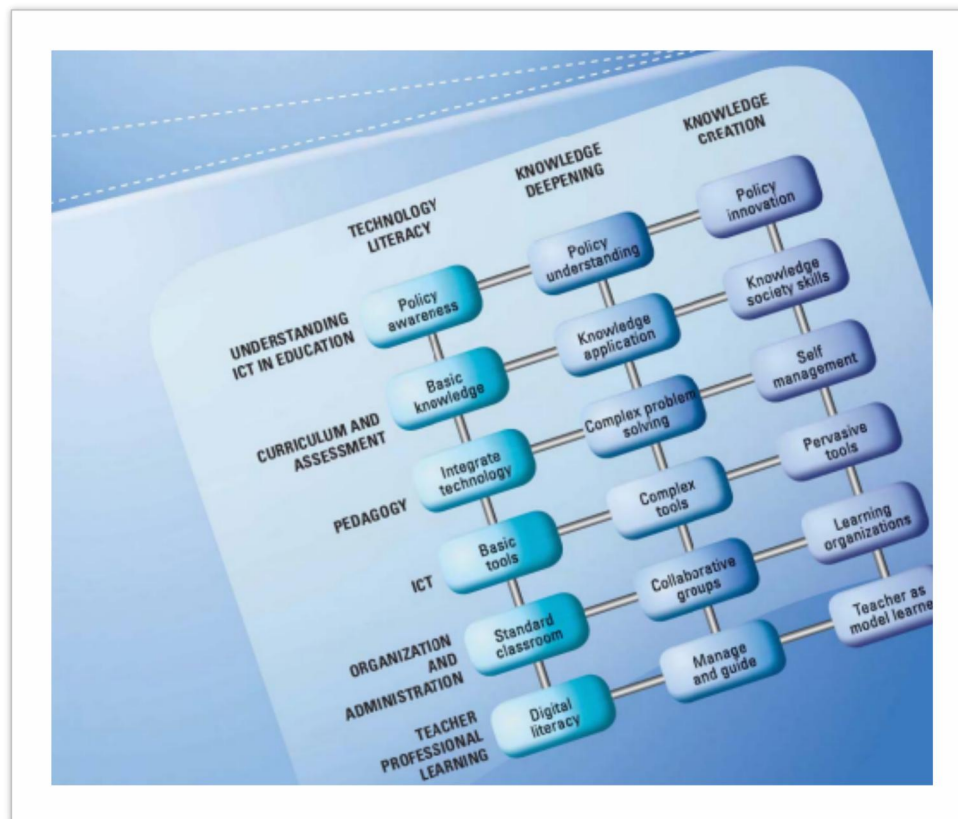 TECHNOLOGY
LITERACY
KNOWLEDGE
DEEPENING
KNOWLEDGE
CREATION
UNDERSTANDING
ICT IN EDUCATION
Policy
awareness
Policy
understanding
Policy
innovation
CURRICULUM AND
ASSESSMENT
Basic
knowledge
Knowledge
application
Knowledge
society skills
PEDAGOGY
Integrate
technology
Complex problem
solving
Self
management
ICT
Basic
tools
Complex
tools
Pervasive
tools
ORGANIZATION
AND
ADMINISTRATION
Standard
classroom
Collaborative
groups
Learning
organizations
TEACHER
PROFESSIONAL
LEARNING
Digital
literacy
Manage
and guide
Teacher as
model learne